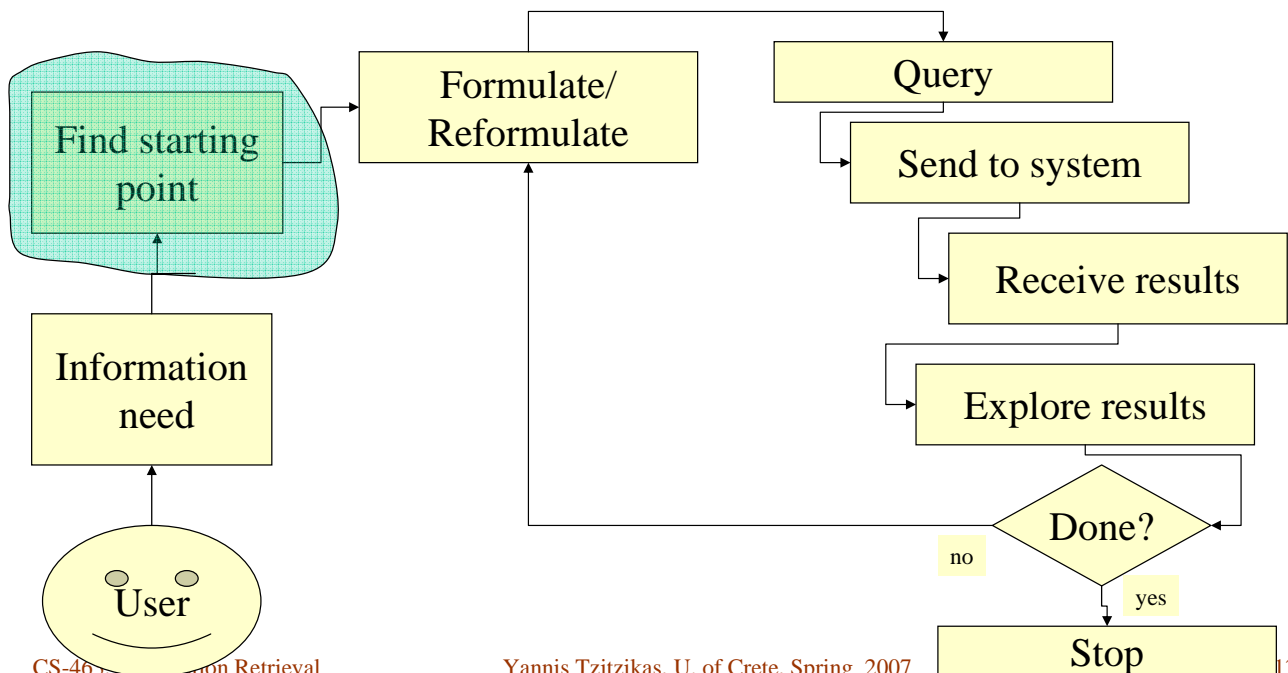 Find starting
point
Information
need
User
Formulate/
Reformulate
Query
Send to system
Receive results
Explore results
Done?
no
yes
Stop
CS-46 on Retrieval
Yannis Tzitzikas, U. of Crete, Spring 2007